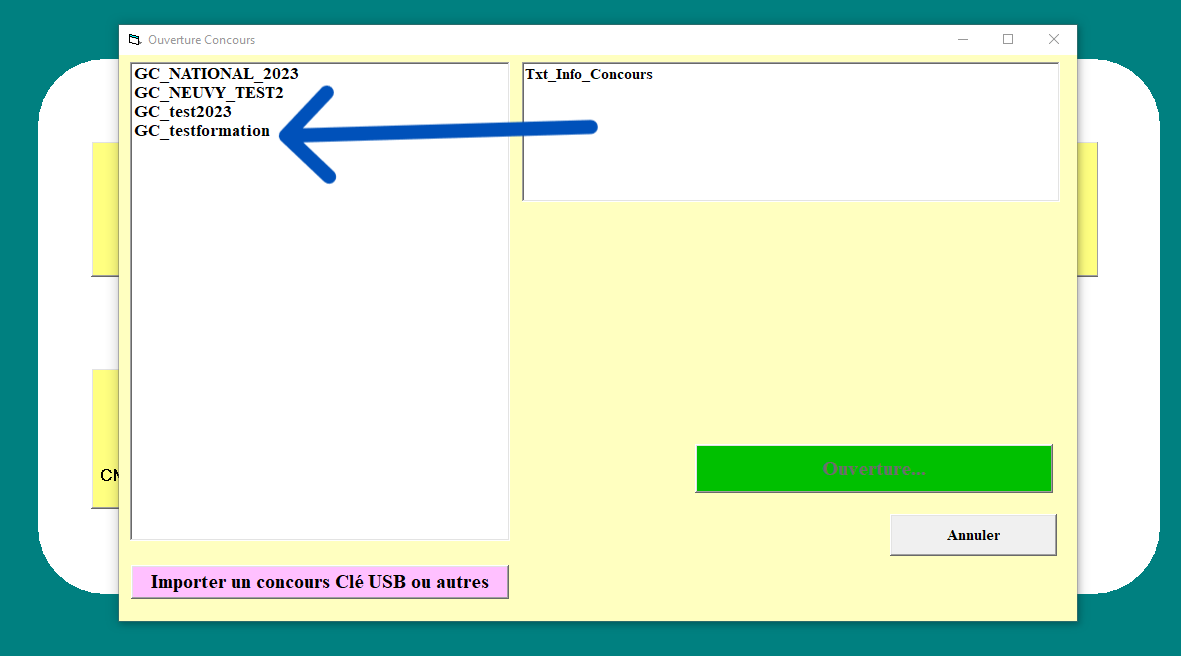 Ouverture Concours
GC_NATIONAL_2023
GC_NEUVY_TEST2
GC_test2023
GC_testformation
Txt_Info_Concours
Ouverture...
Annuler
Importer un concours Clé USB ou autres